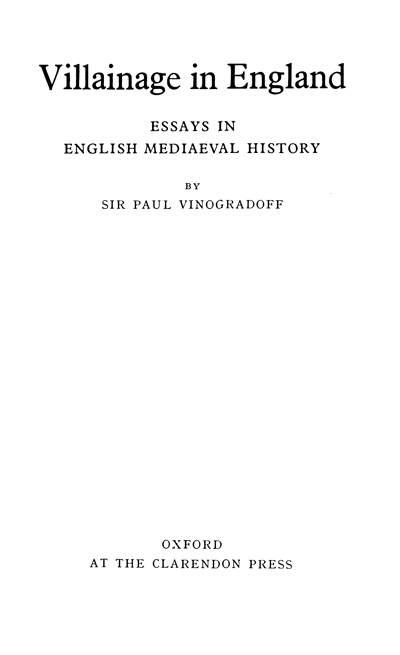 Villainage in England
ESSAYS IN
ENGLISH MEDIAEVAL HISTORY
BY
SIR PAUL VINOGRADOFF
OXFORD
AT THE CLARENDON PRESS